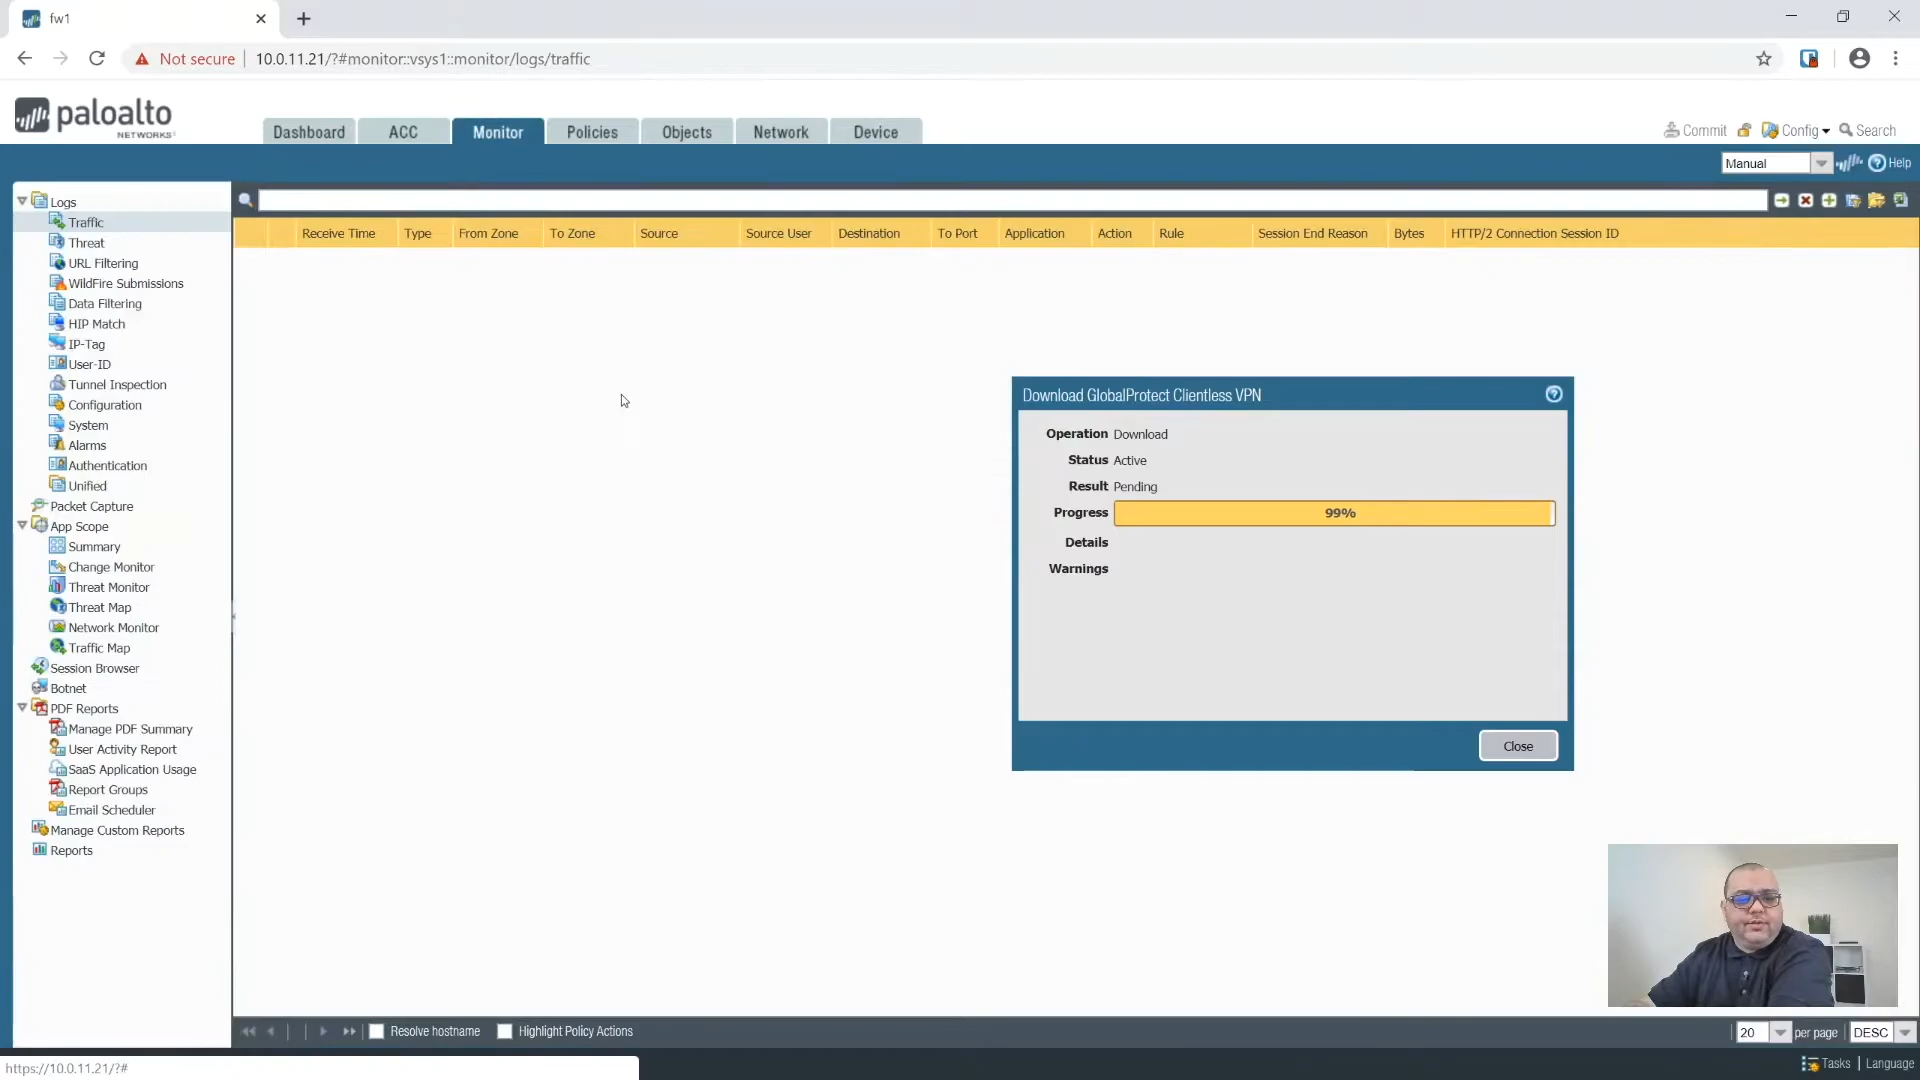 fw1
Not secure
10.0.11.21/?#monitor::vsys1::monitor/logs/traffic
paloalto
NETWORKS
Dashboard
ACC
Monitor
Policies
Objects
Network
Device
Commit
Config
Search
Manual
Help
Logs
Traffic
Threat
URL Filtering
WildFire Submissions
Data Filtering
HIP Match
IP-Tag
User-ID
Tunnel Inspection
Configuration
System
Alarms
Authentication
Unified
Packet Capture
App Scope
Summary
Change Monitor
Threat Monitor
Threat Map
Network Monitor
Traffic Map
Session Browser
Botnet
PDF Reports
Manage PDF Summary
User Activity Report
SaaS Application Usage
Report Groups
Email Scheduler
Manage Custom Reports
Reports
Receive Time
Type
From Zone
To Zone
Source
Source User
Destination
To Port
Application
Action
Rule
Session End Reason
Bytes
HTTP/2 Connection Session ID
Download GlobalProtect Clientless VPN
Operation Download
Status Active
Result Pending
Progress 99%
Details
Warnings
Close
Resolve hostname
Highlight Policy Actions
20 per page
DESC
https://10.0.11.21/?#
Tasks | Language